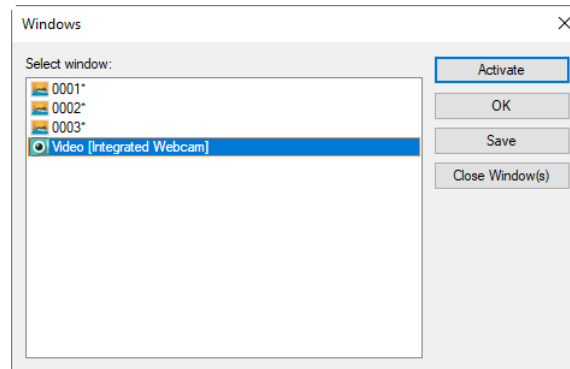 Windows
Select window:
0001*
0002*
0003*
Video [Integrated Webcam]
Activate
OK
Save
Close Window(s)